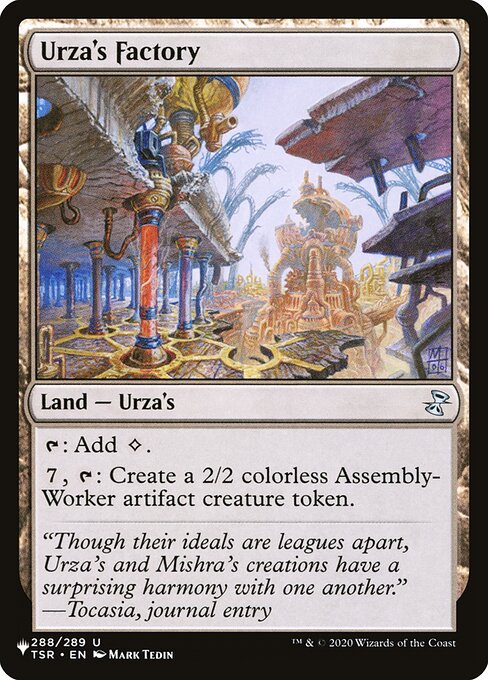 Urza's Factory
Land — Urza's
: Add .
7, : Create a 2/2 colorless Assembly-
Worker artifact creature token.
“Though their ideals are leagues apart,
Urza's and Mishra's creations have a
surprising harmony with one another.”
—Tocasia, journal entry
288/289 U
TSR • EN Mark Tedin
™ & © 2020 Wizards of the Coast